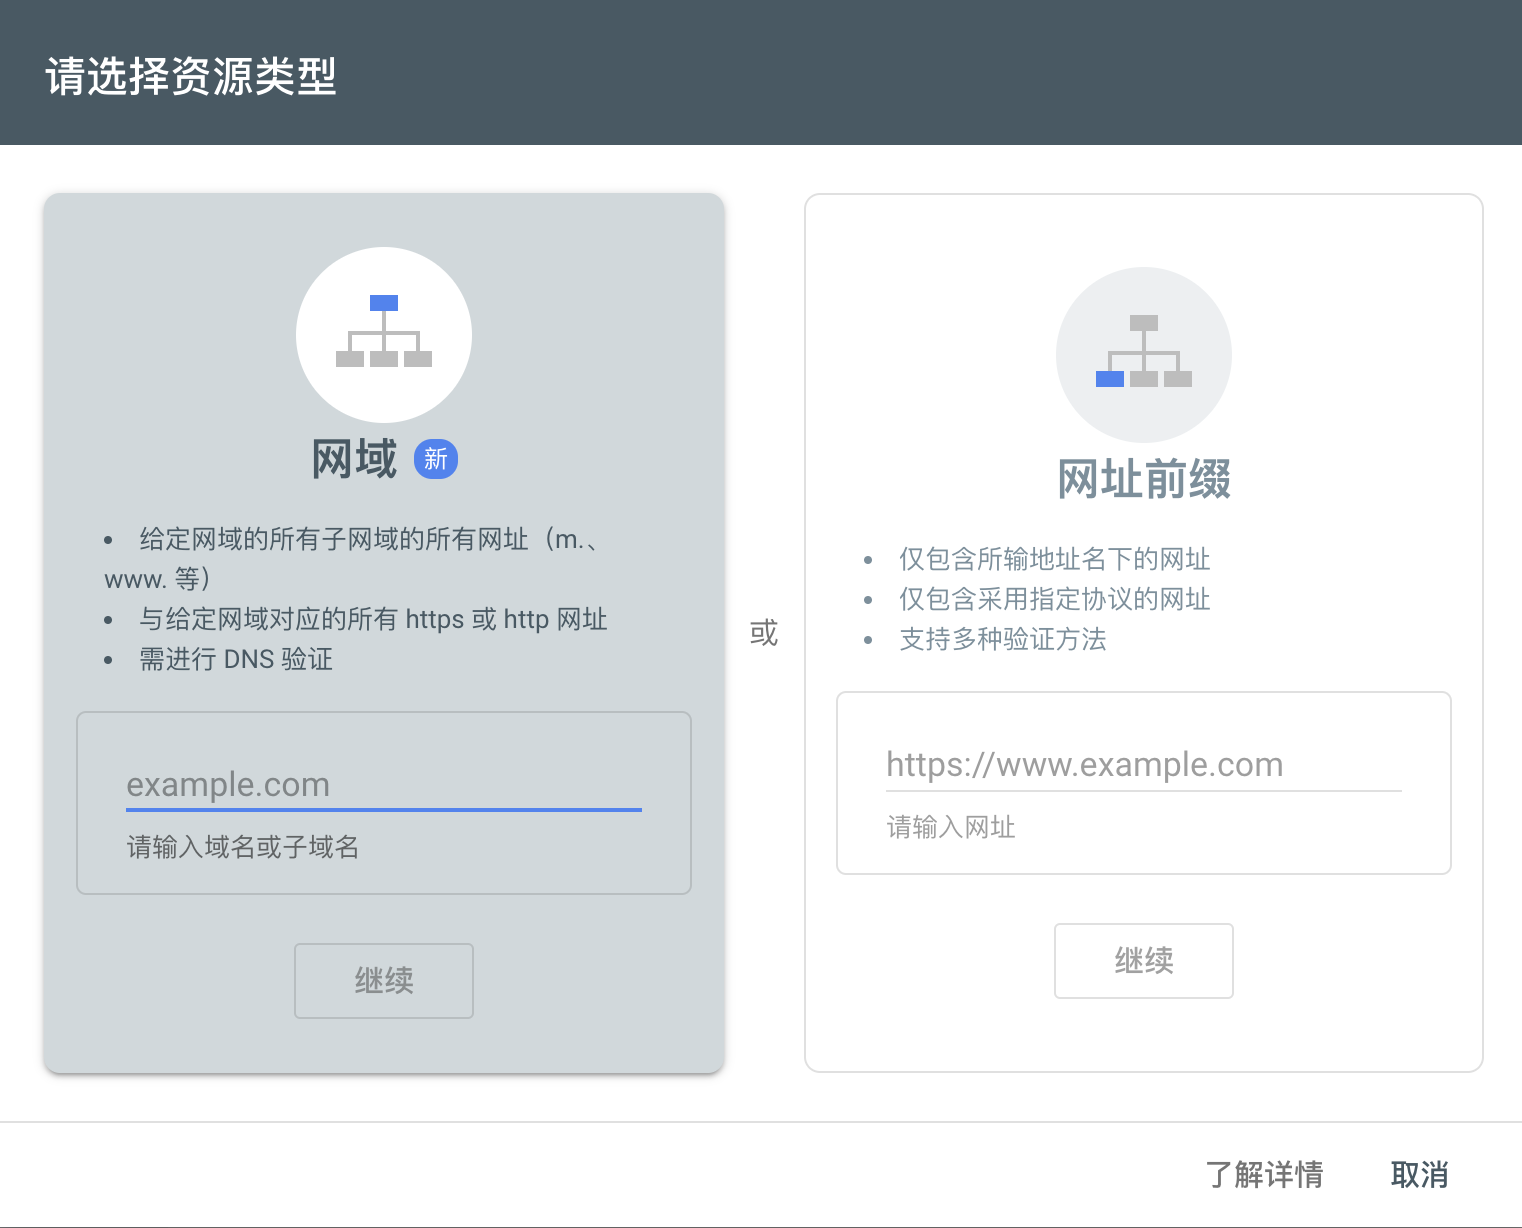 请选择资源类型
网域 新
• 给定网域的所有子网域的所有网址（m.、
www. 等）
• 与给定网域对应的所有 https 或 http 网址
• 需进行 DNS 验证
example.com
请输入域名或子域名
继续
或
网址前缀
• 仅包含所输地址名下的网址
• 仅包含采用指定协议的网址
• 支持多种验证方法
https://www.example.com
请输入网址
继续
了解详情 取消